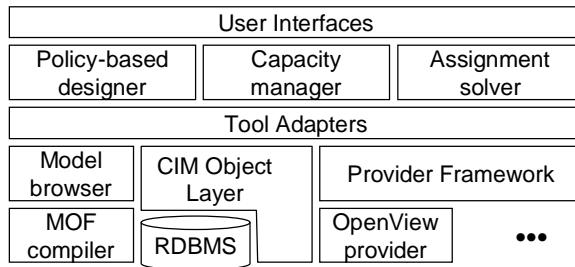 User Interfaces
Policy-based
designer
Capacity
manager
Assignment
solver
Tool Adapters
Model
browser
CIM Object
Layer
Provider Framework
MOF
compiler
RDBMS
OpenView
provider
•••